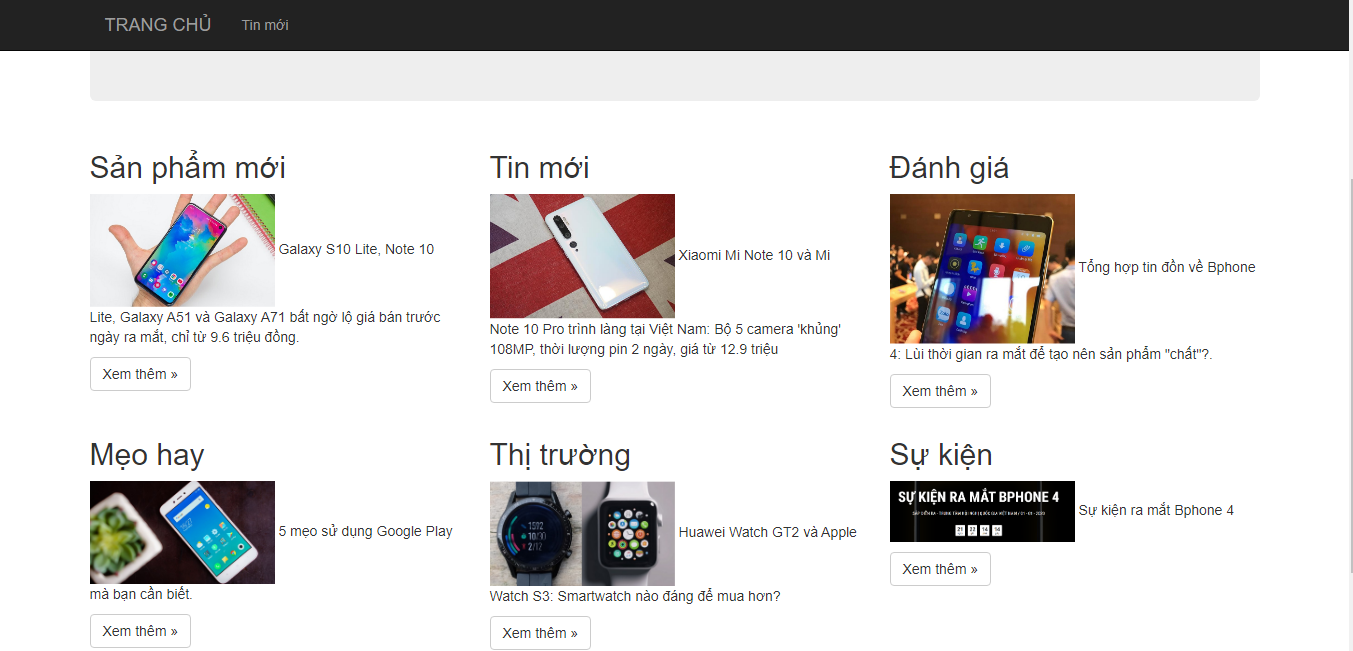 TRANG CHỦ Tin mới
Sản phẩm mới
Galaxy S10 Lite, Note 10
Lite, Galaxy A51 và Galaxy A71 bất ngờ lộ giá bán trước
ngày ra mắt, chỉ từ 9.6 triệu đồng.
Xem thêm »
Tin mới
Xiaomi Mi Note 10 và Mi
Note 10 Pro trình làng tại Việt Nam: Bộ 5 camera 'khủng'
108MP, thời lượng pin 2 ngày, giá từ 12.9 triệu
Xem thêm »
Đánh giá
Tổng hợp tin đồn về Bphone
4: Lùi thời gian ra mắt để tạo nên sản phẩm "chất"?.
Xem thêm »
Mẹo hay
5 mẹo sử dụng Google Play
mà bạn cần biết.
Xem thêm »
Thị trường
Huawei Watch GT2 và Apple
Watch S3: Smartwatch nào đáng để mua hơn?
Xem thêm »
Sự kiện
SỰ KIỆN RA MẮT BPHONE 4
Sự kiện ra mắt Bphone 4
Xem thêm »